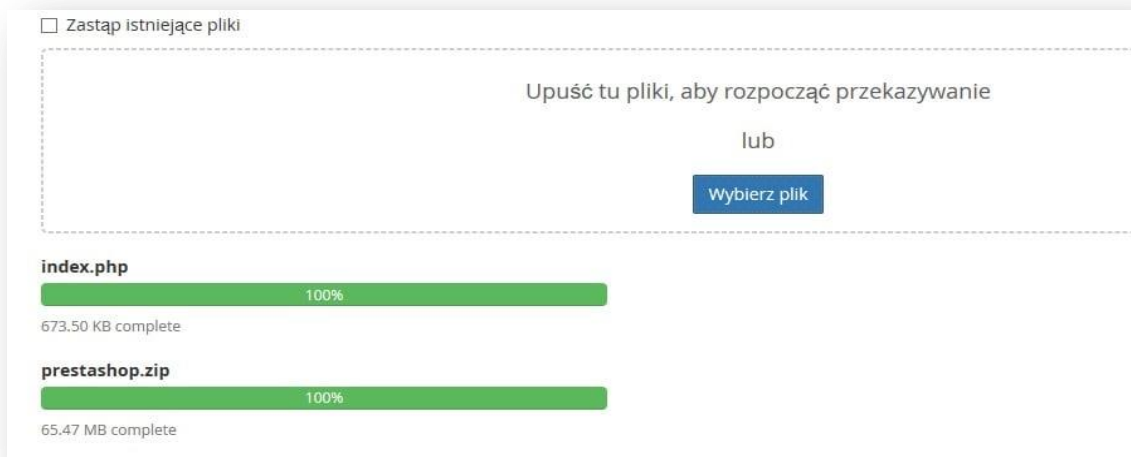 Zastąp istniejące pliki
Upuść tu pliki, aby rozpocząć przekazywanie
lub
Wybierz plik
index.php
100%
673.50 KB complete
prestashop.zip
100%
65.47 MB complete